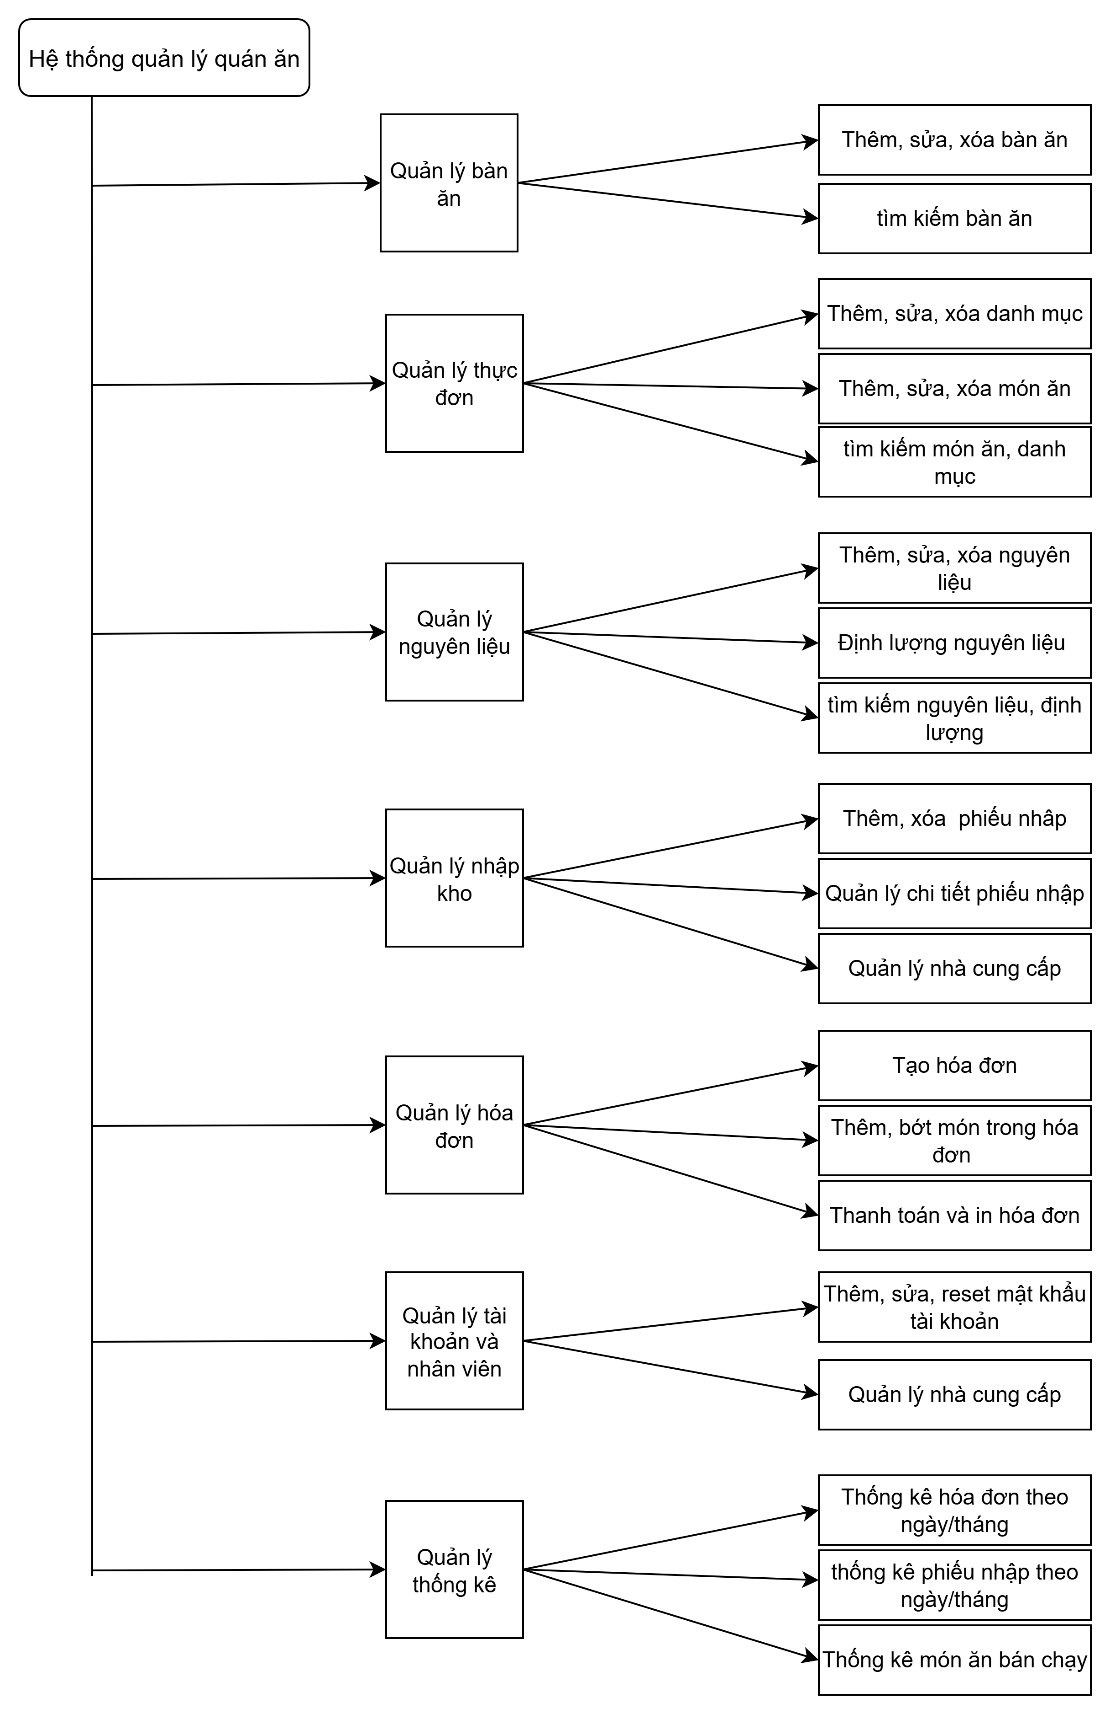 Hệ thống quản lý quán ăn
Quản lý bàn
ăn
Thêm, sửa, xóa bàn ăn
tìm kiếm bàn ăn
Quản lý thực
đơn
Thêm, sửa, xóa danh mục
Thêm, sửa, xóa món ăn
tìm kiếm món ăn, danh
mục
Quản lý
nguyên liệu
Thêm, sửa, xóa nguyên
liệu
Định lượng nguyên liệu
tìm kiếm nguyên liệu, định
lượng
Quản lý nhập
kho
Thêm, xóa  phiếu nhâp
Quản lý chi tiết phiếu nhập
Quản lý nhà cung cấp
Quản lý hóa
đơn
Tạo hóa đơn
Thêm, bớt món trong hóa
đơn
Thanh toán và in hóa đơn
Quản lý tài
khoản và
nhân viên
Thêm, sửa, reset mật khẩu
tài khoản
Quản lý nhà cung cấp
Quản lý
thống kê
Thống kê hóa đơn theo
ngày/tháng
thống kê phiếu nhập theo
ngày/tháng
Thống kê món ăn bán chạy